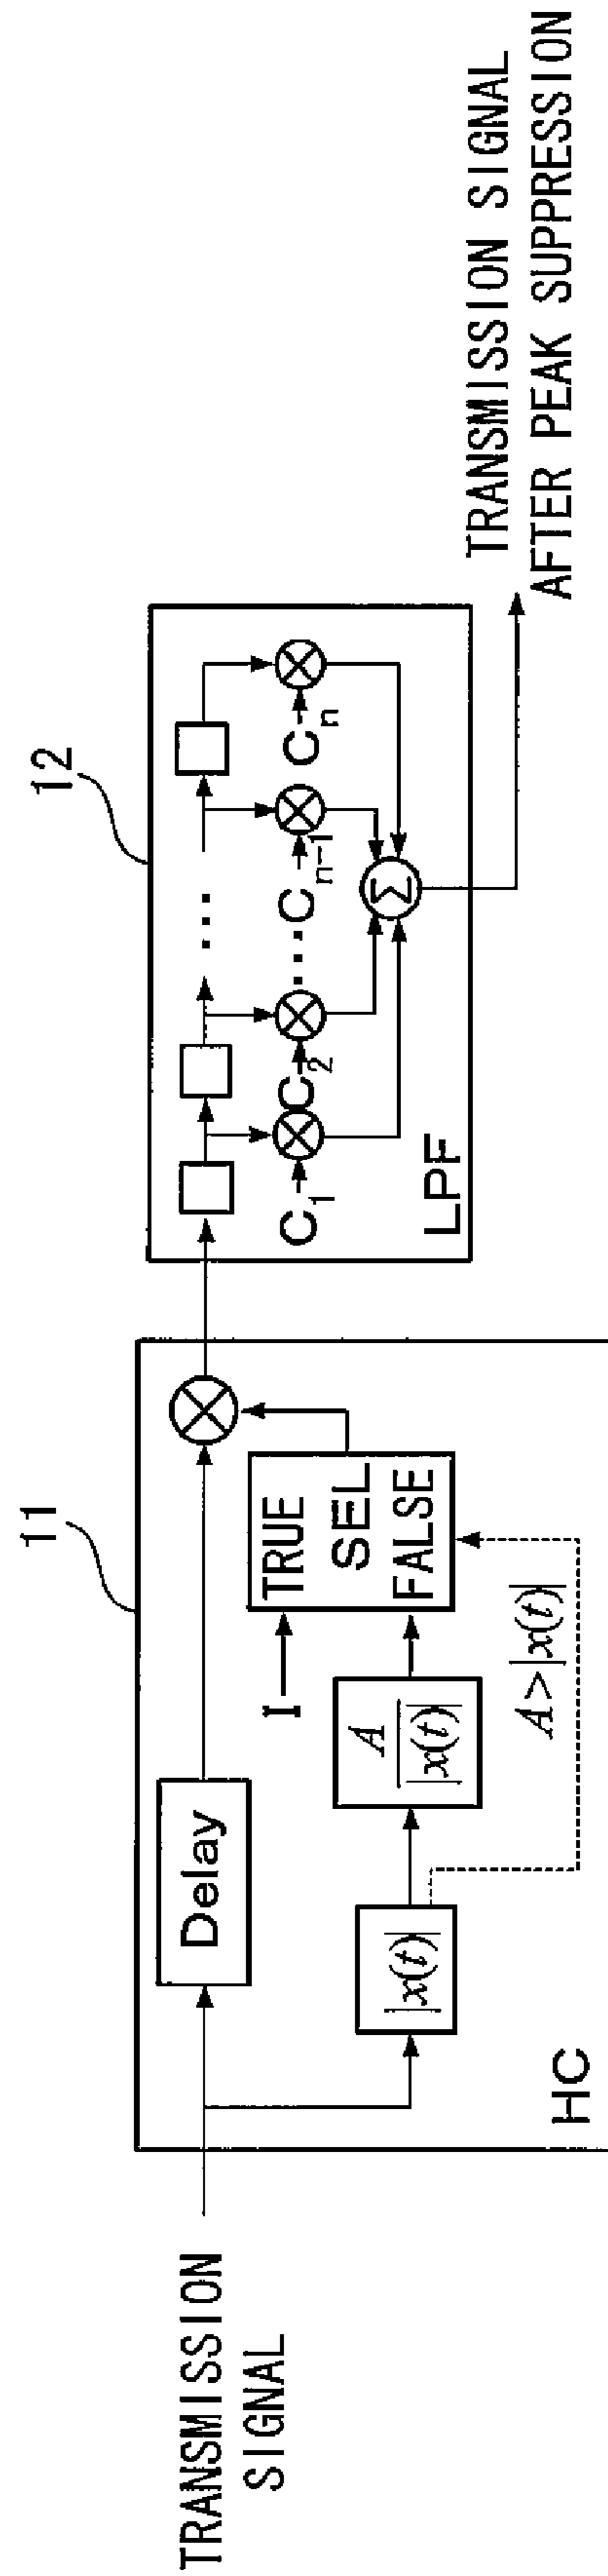 TRANSMISSION
SIGNAL
11
HC
Delay
|x(t)|
A
|x(t)|
A>|x(t)|
I
TRUE
SEL
FALSE
12
LPF
C1
C2
...
...
Cn-1
Cn
Σ
TRANSMISSION SIGNAL
AFTER PEAK SUPPRESSION